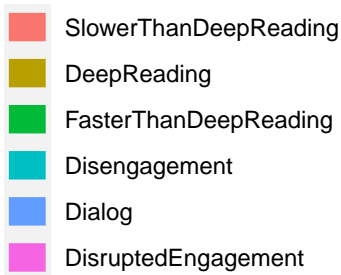 SlowerThanDeepReading
DeepReading
FasterThanDeepReading
Disengagement
Dialog
DisruptedEngagement